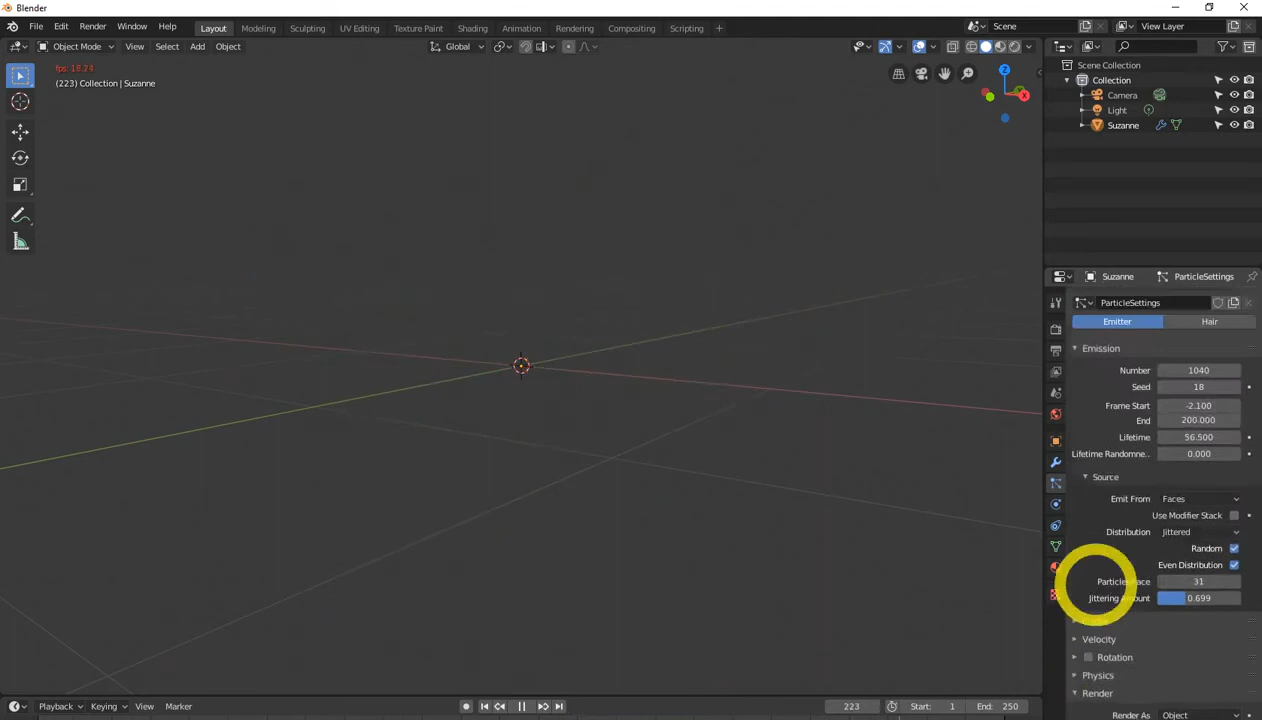 Blender
File Edit Render Window Help Layout Modeling Sculpting UV Editing Texture Paint Shading Animation Rendering Compositing Scripting + Scene View Layer
Object Mode View Select Add Object Global
fps: 18.24
(223) Collection | Suzanne
Z
Y
X
Scene Collection
Collection
Camera
Light
Suzanne
Suzanne ParticleSettings
ParticleSettings
Emitter Hair
Emission
Number 1040
Seed 18
Frame Start -2.100
End 200.000
Lifetime 56.500
Lifetime Randomne.. 0.000
Source
Emit From Faces
Use Modifier Stack
Distribution Jittered
Random
Even Distribution
31
Jittering Amount 0.699
Velocity
Rotation
Physics
Render
Render As Object
Playback Keying View Marker 223 Start: 1 End: 250